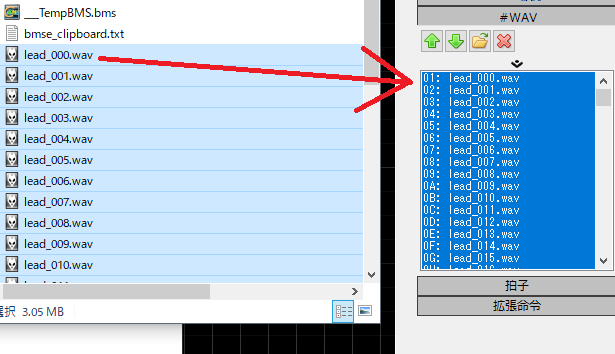 ___TempBMS.bms
bmse_clipboard.txt
lead_000.wav
lead_001.wav
lead_002.wav
lead_003.wav
lead_004.wav
lead_005.wav
lead_006.wav
lead_007.wav
lead_008.wav
lead_009.wav
lead_010.wav
選択 3.05 MB
#WAV
01: lead_000.wav
02: lead_001.wav
03: lead_002.wav
04: lead_003.wav
05: lead_004.wav
06: lead_005.wav
07: lead_006.wav
08: lead_007.wav
09: lead_008.wav
0A: lead_009.wav
0B: lead_010.wav
0C: lead_011.wav
0D: lead_012.wav
0E: lead_013.wav
0F: lead_014.wav
0G: lead_015.wav
拍子
拡張命令